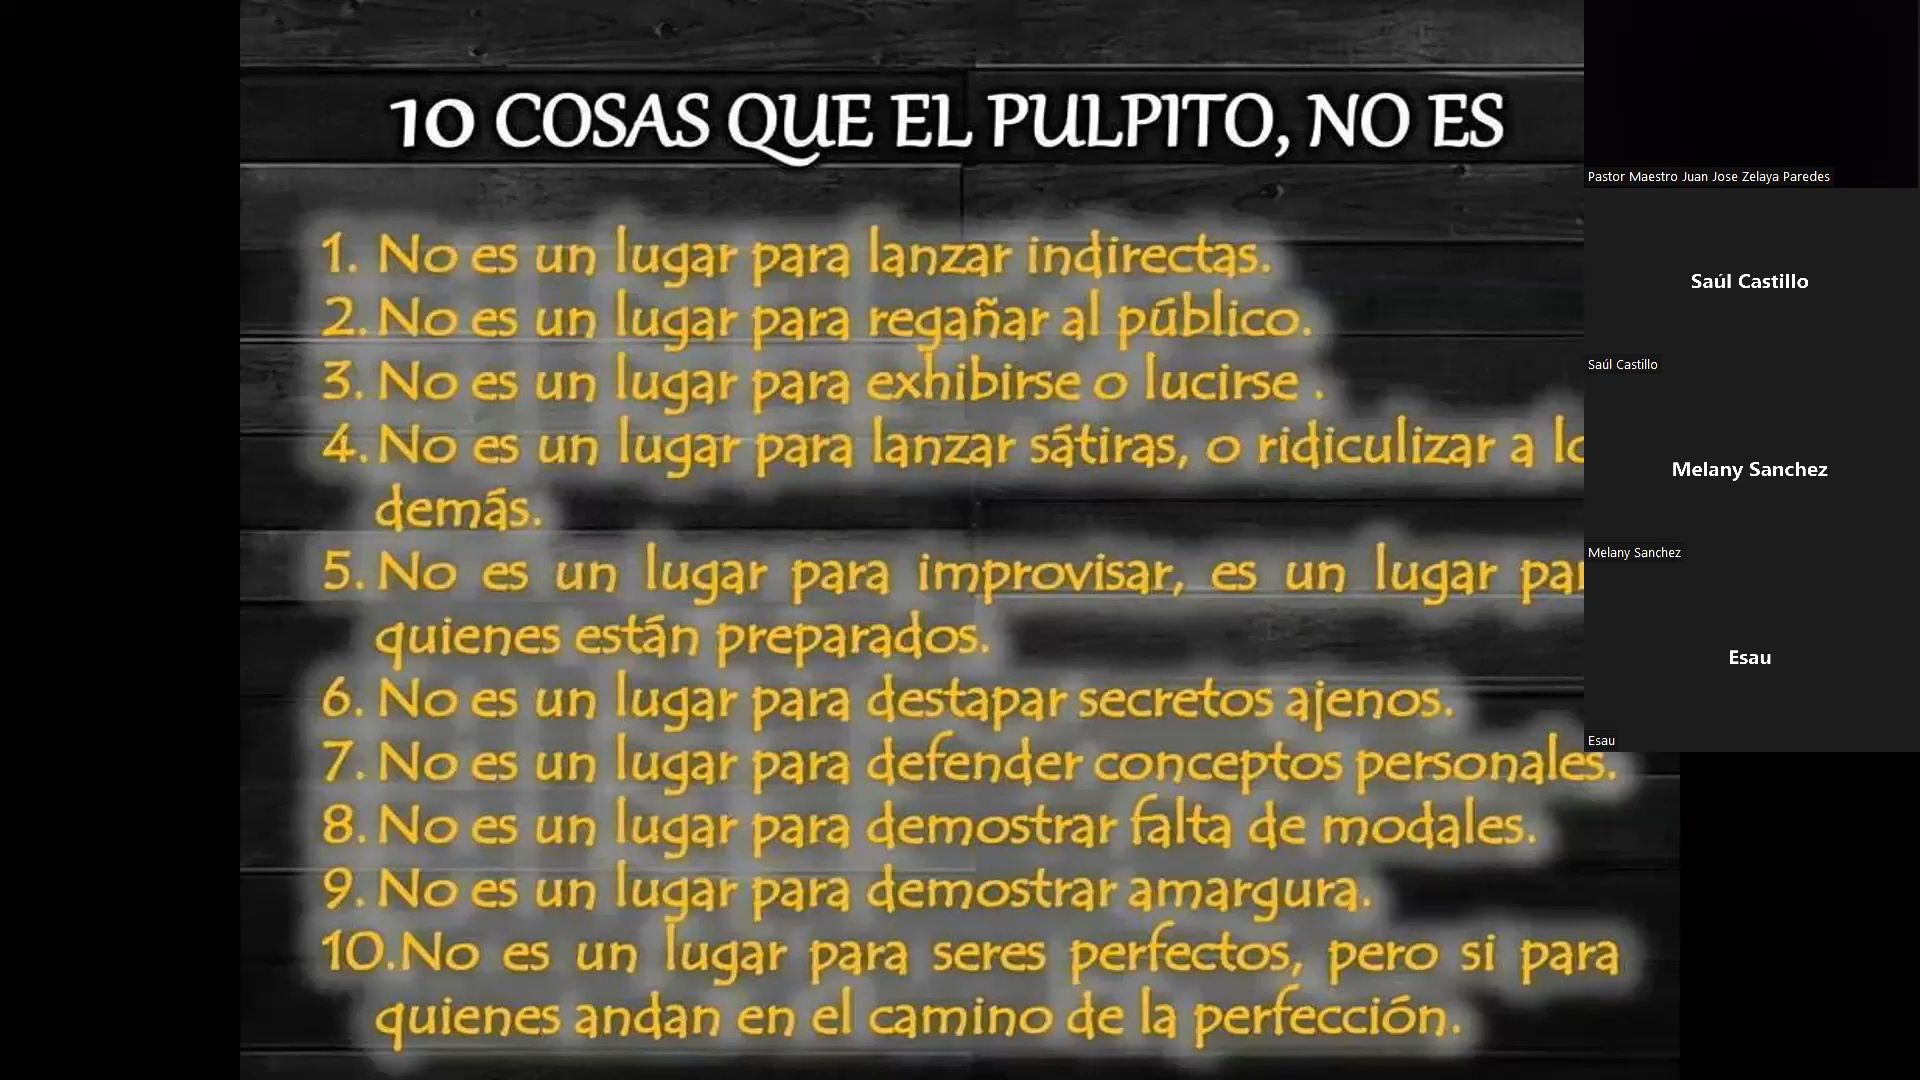 10 COSAS QUE EL PULPITO, NO ES
1. No es un lugar para lanzar indirectas.
2. No es un lugar para regañar al público.
3. No es un lugar para exhibirse o lucirse .
4. No es un lugar para lanzar sátiras, o ridiculizar a
demás.
5. No es un lugar para improvisar, es un lugar
quienes están preparados.
6. No es un lugar para destapar secretos ajenos.
7. No es un lugar para defender conceptos personales.
8. No es un lugar para demostrar falta de modales.
9. No es un lugar para demostrar amargura.
10. No es un lugar para seres perfectos, pero si para
quienes andan en el camino de la perfección.
Pastor Maestro Juan Jose Zelaya Paredes
Saúl Castillo
Saúl Castillo
Melany Sanchez
Melany Sanchez
Esau
Esau